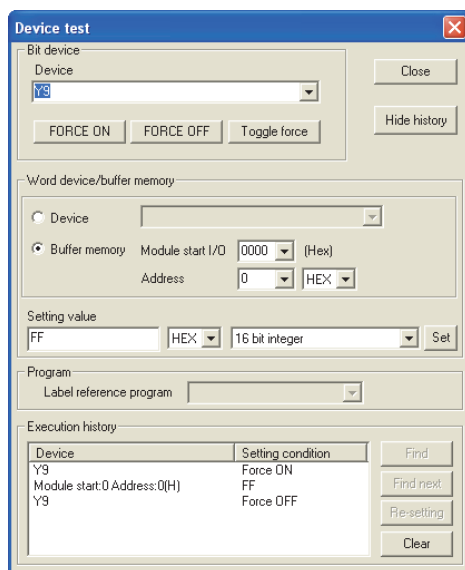 Device test
Bit device
Device
Y9
Close
FORCE ON FORCE OFF Toggle force
Hide history
Word device/buffer memory
Device
Buffer memory Module start I/O 0000 (Hex)
Address 0 HEX
Setting value
FF HEX 16 bit integer Set
Program
Label reference program
Execution history
Device Setting condition
Y9 Force ON
Module start:0 Address:0(H) FF
Y9 Force OFF
Find
Find next
Re-setting
Clear